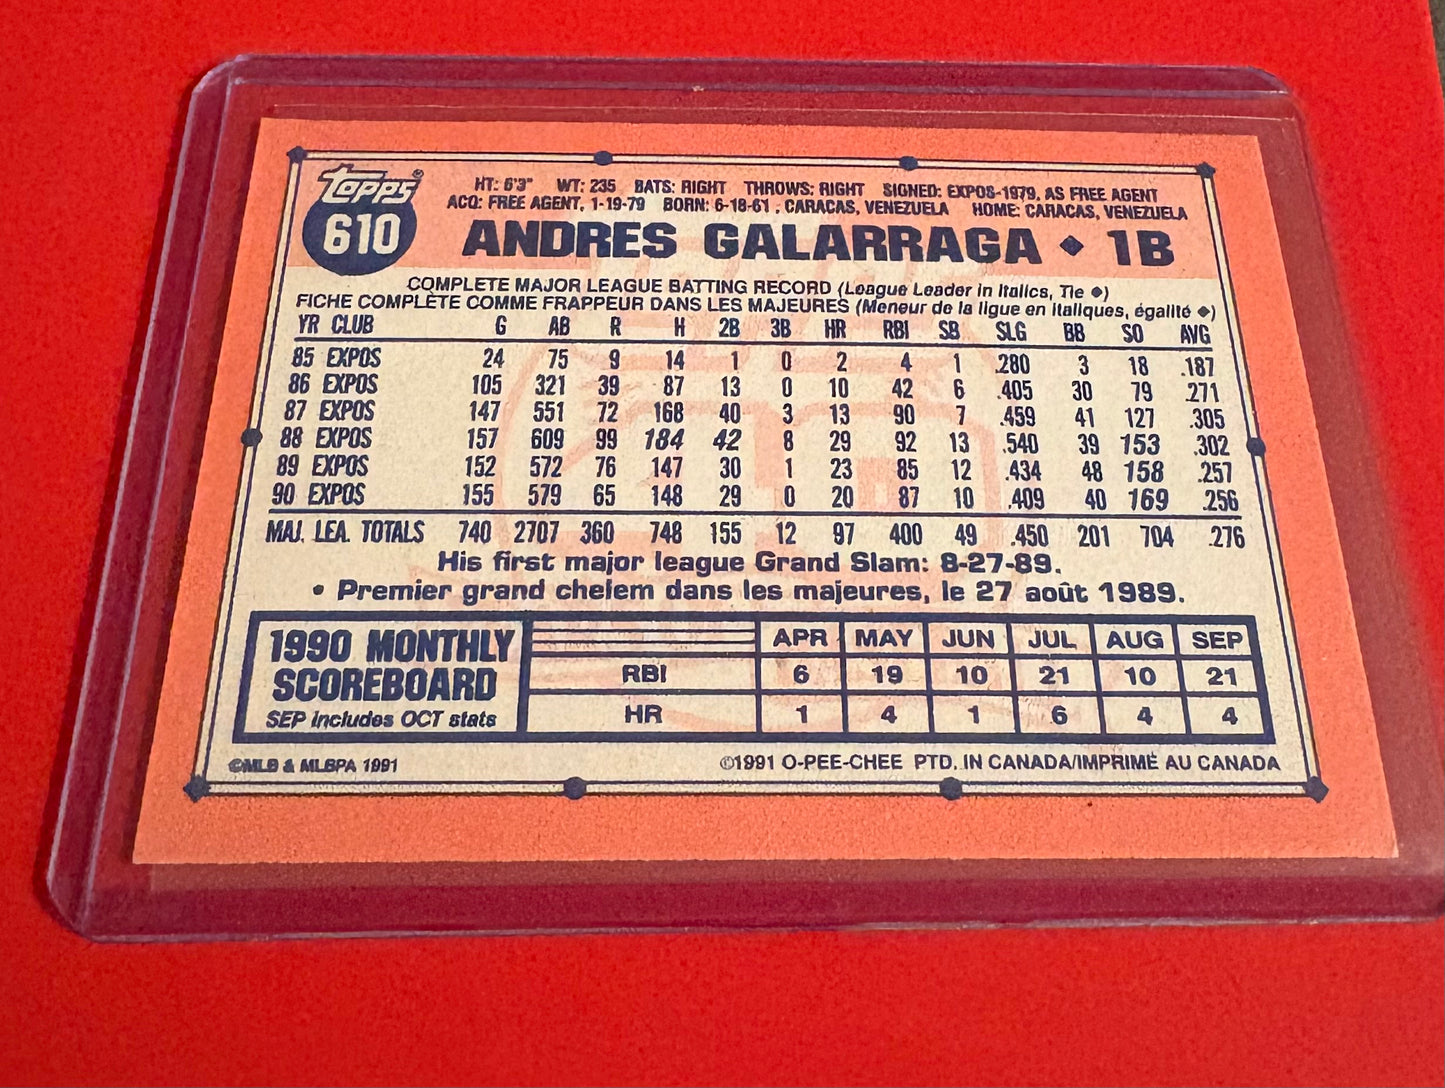 Topps
610
HT: 6'3" WT: 235 BATS: RIGHT THROWS: RIGHT SIGNED: EXPOS-1979, AS FREE AGENT
ACQ: FREE AGENT, 1-19-79 BORN: 6-18-61, CARACAS, VENEZUELA HOME: CARACAS, VENEZUELA
ANDRES GALARRAGA ◆ 1B
COMPLETE MAJOR LEAGUE BATTING RECORD (League Leader in Italics, Tie ◆)
FICHE COMPLÈTE COMME FRAPPEUR DANS LES MAJEURES (Meneur de la ligue en italiques, égalité ◆)
YR CLUB G AB R H 2B 3B HR RBI SB SLG BB SO AVG
85 EXPOS 24 75 9 14 1 0 2 4 1 .280 3 18 .187
86 EXPOS 105 321 39 87 13 0 10 42 6 .405 30 79 .271
87 EXPOS 147 551 72 168 40 3 13 90 7 .459 41 127 .305
88 EXPOS 157 609 99 184 42 8 29 92 13 .540 39 153 .302
89 EXPOS 152 572 76 147 30 1 23 85 12 .434 48 158 .257
90 EXPOS 155 579 65 148 29 0 20 87 10 .409 40 169 .256
MAJ. LEA. TOTALS 740 2707 360 748 155 12 97 400 49 .450 201 704 .276
His first major league Grand Slam: 8-27-89.
• Premier grand chelem dans les majeures, le 27 août 1989.
1990 MONTHLY
SCOREBOARD
SEP includes OCT stats
APR MAY JUN JUL AUG SEP
RBI 6 19 10 21 10 21
HR 1 4 1 6 4 4
©MLB & MLBPA 1991
©1991 O-PEE-CHEE PTD. IN CANADA/IMPRIMÉ AU CANADA